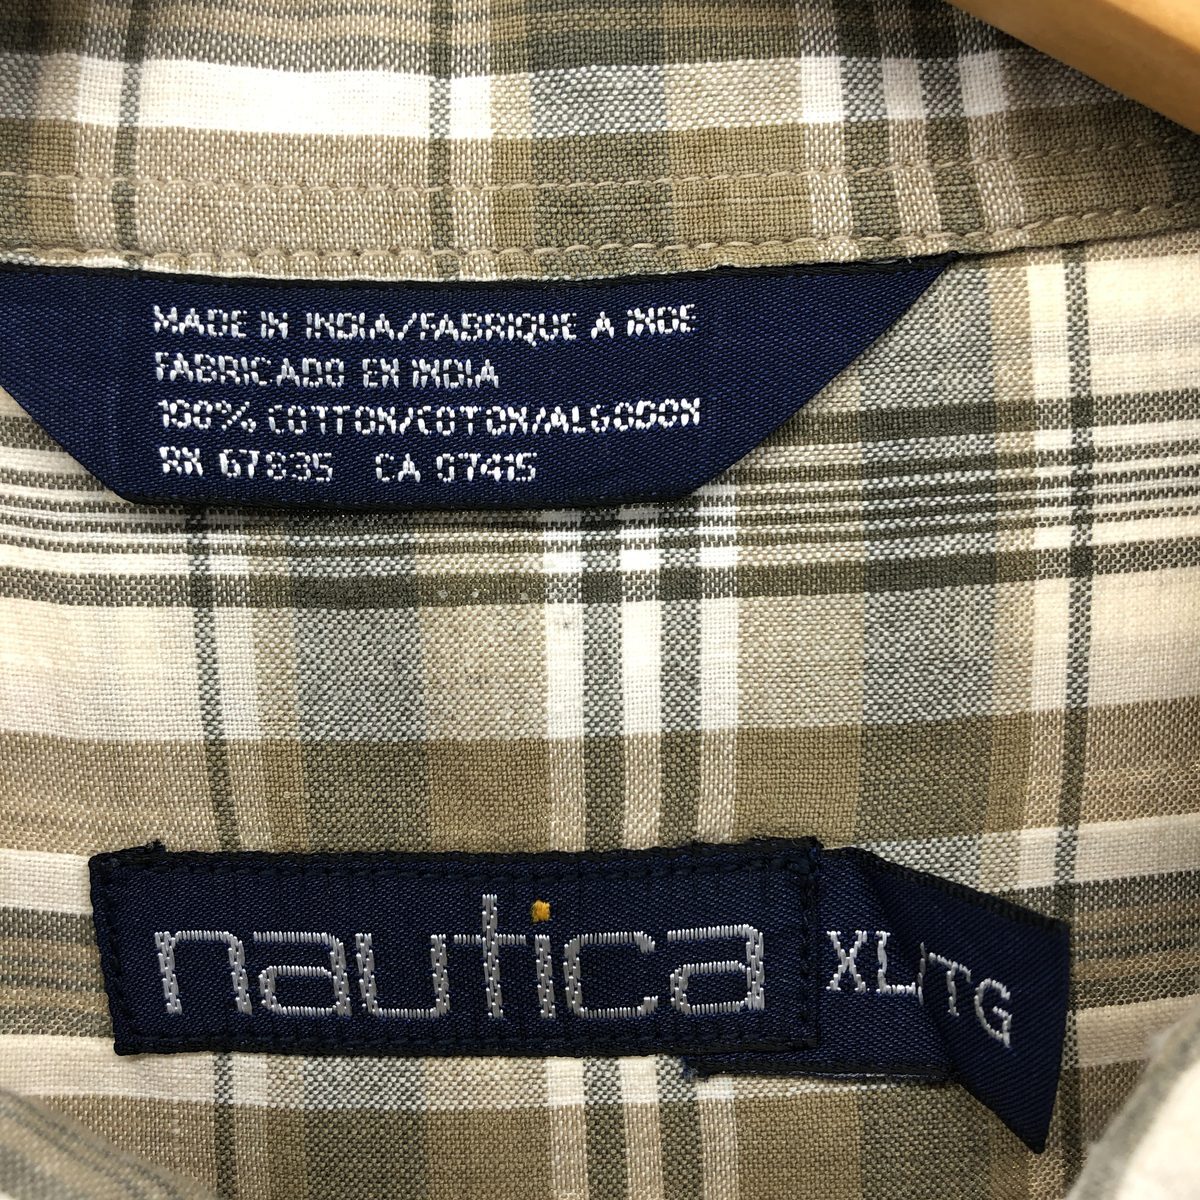 MADE IN INDIA/FABRIQUE A INDE
FABRICADO EN INDIA
100% COTTON/COTON/ALGODON
RN 67835 CA 07415
nautica
XL/TG